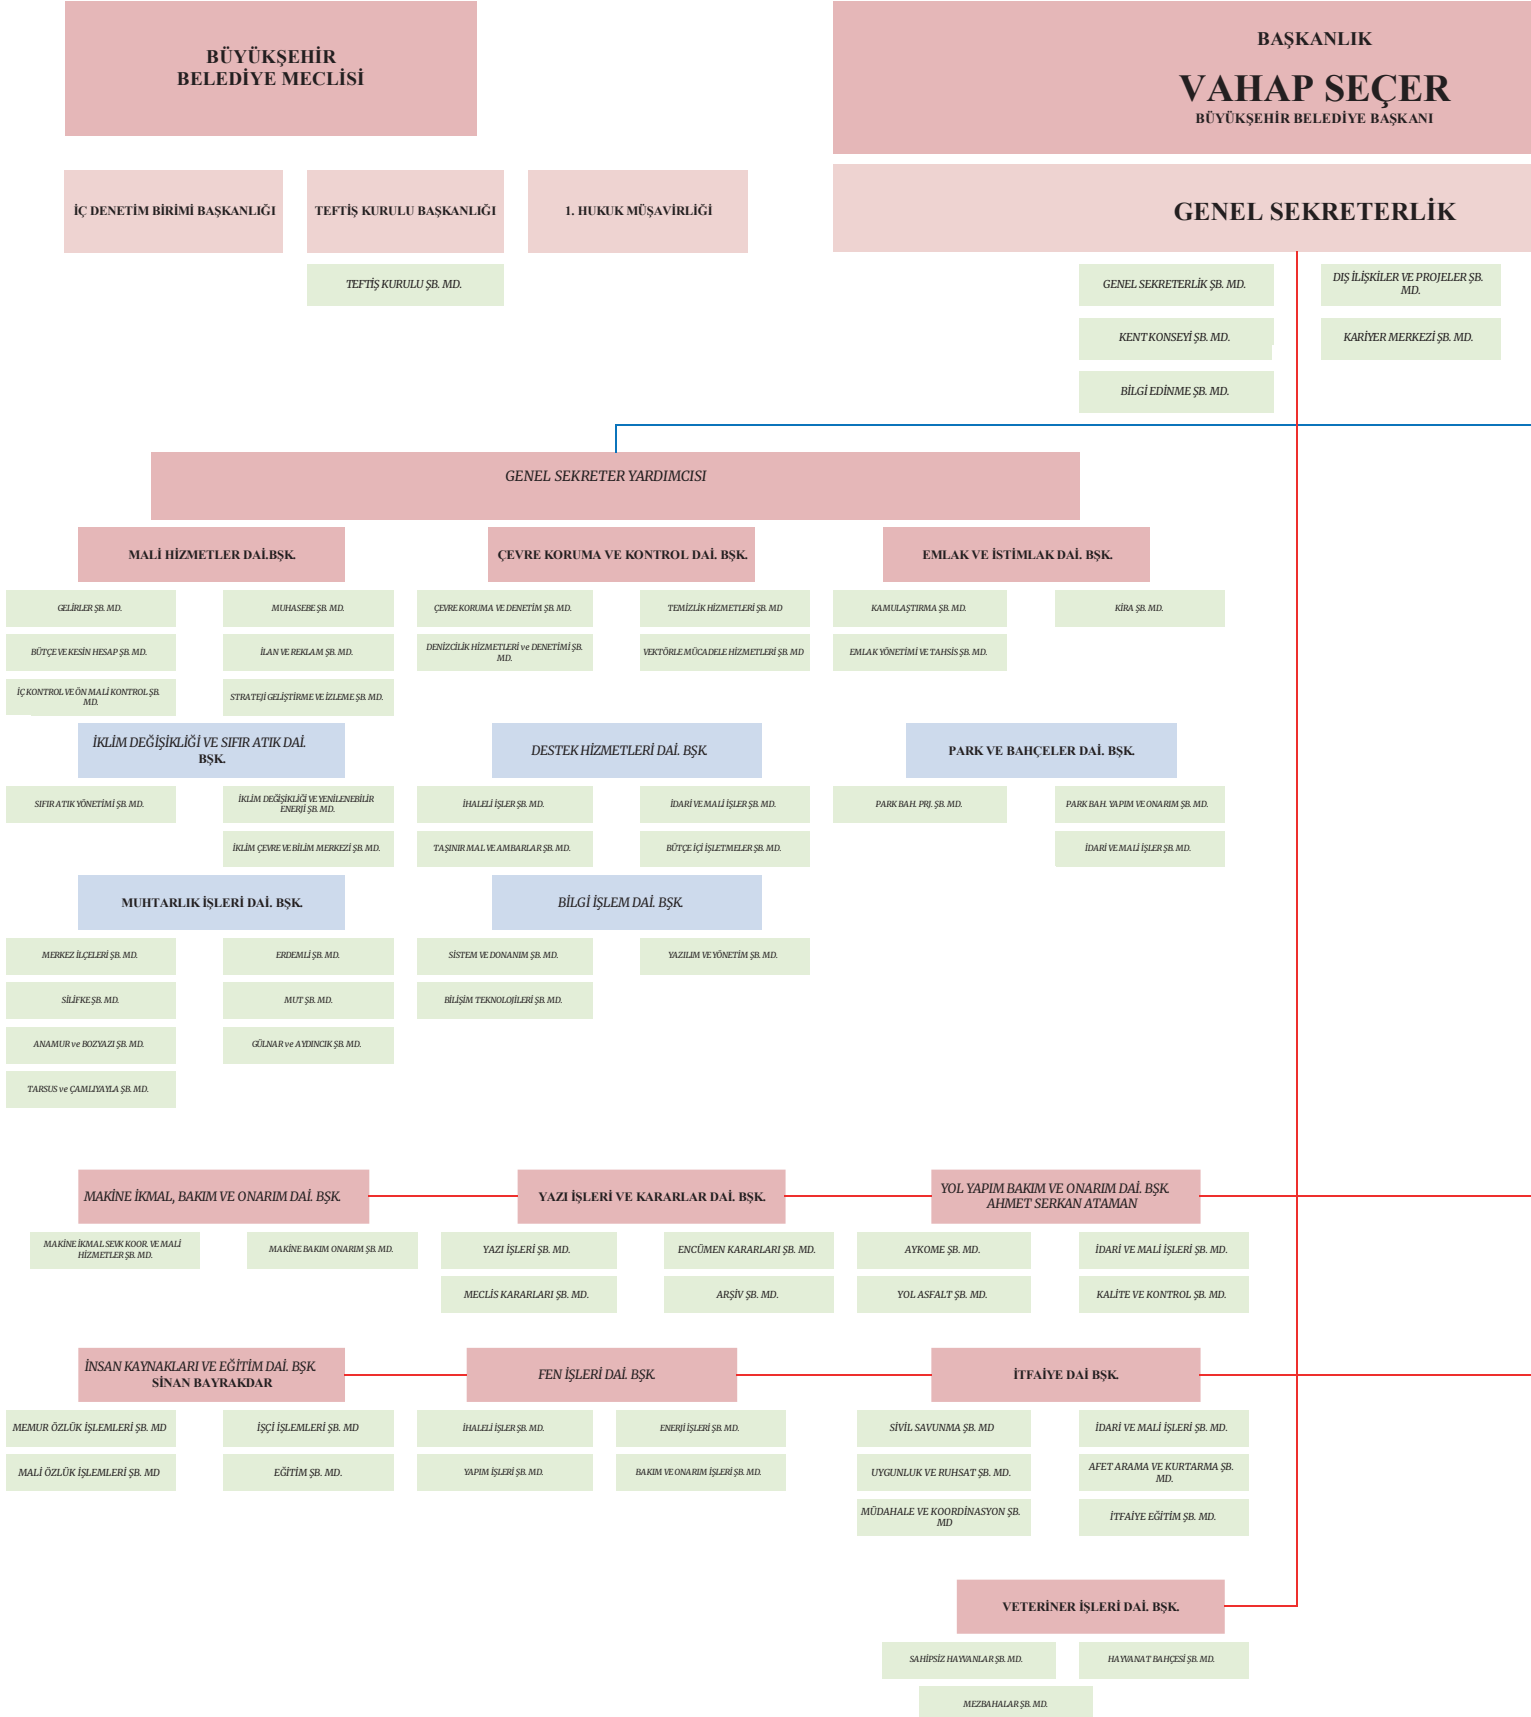 BÜYÜKŞEHİR
BELEDİYE MECLİSİ
BAŞKANLIK
VAHAP SEÇER
BÜYÜKŞEHİR BELEDİYE BAŞKANI
İÇ DENETİM BİRİMİ BAŞKANLIĞI
TEFTİŞ KURULU BAŞKANLIĞI
1. HUKUK MÜŞAVİRLİĞİ
GENEL SEKRETERLİK
TEFTİŞ KURULU ŞB. MD.
GENEL SEKRETERLİK ŞB. MD.
DIŞ İLİŞKİLER VE PROJELER ŞB.
MD.
KENT KONSEYİ ŞB. MD.
KARİYER MERKEZİ ŞB. MD.
BİLGİ EDİNME ŞB. MD.
GENEL SEKRETER YARDIMCISI
MALİ HİZMETLER DAİ.BŞK.
ÇEVRE KORUMA VE KONTROL DAİ. BŞK.
EMLAK VE İSTİMLAK DAİ. BŞK.
GELİRLER ŞB. MD.
MUHASEBE ŞB. MD.
ÇEVRE KORUMA VE DENETİM ŞB. MD.
TEMİZLİK HİZMETLERİ ŞB. MD
KAMULAŞTIRMA ŞB. MD.
KİRA ŞB. MD.
BÜTÇE VE KESİN HESAP ŞB. MD.
İLAN VE REKLAM ŞB. MD.
DENİZCİLİK HİZMETLERİ ve DENETİMİ ŞB.
MD.
VEKTÖRLE MÜCADELE HİZMETLERİ ŞB. MD
EMLAK YÖNETİMİ VE TAHSİS ŞB. MD.
İÇ KONTROL VE ÖN MALİ KONTROL ŞB.
MD.
STRATEJİ GELİŞTİRME VE İZLEME ŞB. MD.
İKLİM DEĞİŞİKLİĞİ VE SIFIR ATIK DAİ.
BŞK.
DESTEK HİZMETLERİ DAİ. BŞK.
PARK VE BAHÇELER DAİ. BŞK.
SIFIR ATIK YÖNETİMİ ŞB. MD.
İKLİM DEĞİŞİKLİĞİ VE YENİLENEBİLİR
ENERJİ ŞB. MD.
İHALELİ İŞLER ŞB. MD.
İDARİ VE MALİ İŞLER ŞB. MD.
PARK BAH. PRJ. ŞB. MD.
PARK BAH. YAPIM VE ONARIM ŞB. MD.
İKLİM ÇEVRE VE BİLİM MERKEZİ ŞB. MD.
TAŞINIR MAL VE AMBARLAR ŞB. MD.
BÜTÇE İÇİ İŞLETMELER ŞB. MD.
İDARİ VE MALİ İŞLER ŞB. MD.
MUHTARLIK İŞLERİ DAİ. BŞK.
BİLGİ İŞLEM DAİ. BŞK.
MERKEZ İLÇELERİ ŞB. MD.
ERDEMLİ ŞB. MD.
SİSTEM VE DONANIM ŞB. MD.
YAZILIM VE YÖNETİM ŞB. MD.
SİLİFKE ŞB. MD.
MUT ŞB. MD.
BİLİŞİM TEKNOLOJİLERİ ŞB. MD.
ANAMUR ve BOZYAZI ŞB. MD.
GÜLNAR ve AYDINCIK ŞB. MD.
TARSUS ve ÇAMLIYAYLA ŞB. MD.
MAKİNE İKMAL, BAKIM VE ONARIM DAİ. BŞK.
YAZI İŞLERİ VE KARARLAR DAİ. BŞK.
YOL YAPIM BAKIM VE ONARIM DAİ. BŞK.
AHMET SERKAN ATAMAN
MAKİNE İKMAL SEVK KOOR. VE MALİ
HİZMETLER ŞB. MD.
MAKİNE BAKIM ONARIM ŞB. MD.
YAZI İŞLERİ ŞB. MD.
ENCÜMEN KARARLARI ŞB. MD.
AYKOME ŞB. MD.
İDARİ VE MALİ İŞLERİ ŞB. MD.
MECLİS KARARLARI ŞB. MD.
ARŞİV ŞB. MD.
YOL ASFALT ŞB. MD.
KALİTE VE KONTROL ŞB. MD.
İNSAN KAYNAKLARI VE EĞİTİM DAİ. BŞK.
SİNAN BAYRAKDAR
FEN İŞLERİ DAİ. BŞK.
İTFAİYE DAİ BŞK.
MEMUR ÖZLÜK İŞLEMLERİ ŞB. MD
İŞÇİ İŞLEMLERİ ŞB. MD
İHALELİ İŞLER ŞB. MD.
ENERJİ İŞLERİ ŞB. MD.
SİVİL SAVUNMA ŞB. MD
İDARİ VE MALİ İŞLERİ ŞB. MD.
MALİ ÖZLÜK İŞLEMLERİ ŞB. MD
EĞİTİM ŞB. MD.
YAPIM İŞLERİ ŞB. MD.
BAKIM VE ONARIM İŞLERİ ŞB. MD.
UYGUNLUK VE RUHSAT ŞB. MD.
AFET ARAMA VE KURTARMA ŞB.
MD.
MÜDAHALE VE KOORDİNASYON ŞB.
MD
İTFAİYE EĞİTİM ŞB. MD.
VETERİNER İŞLERİ DAİ. BŞK.
SAHİPSİZ HAYVANLAR ŞB. MD.
HAYVANAT BAHÇESİ ŞB. MD.
MEZBAHALAR ŞB. MD.